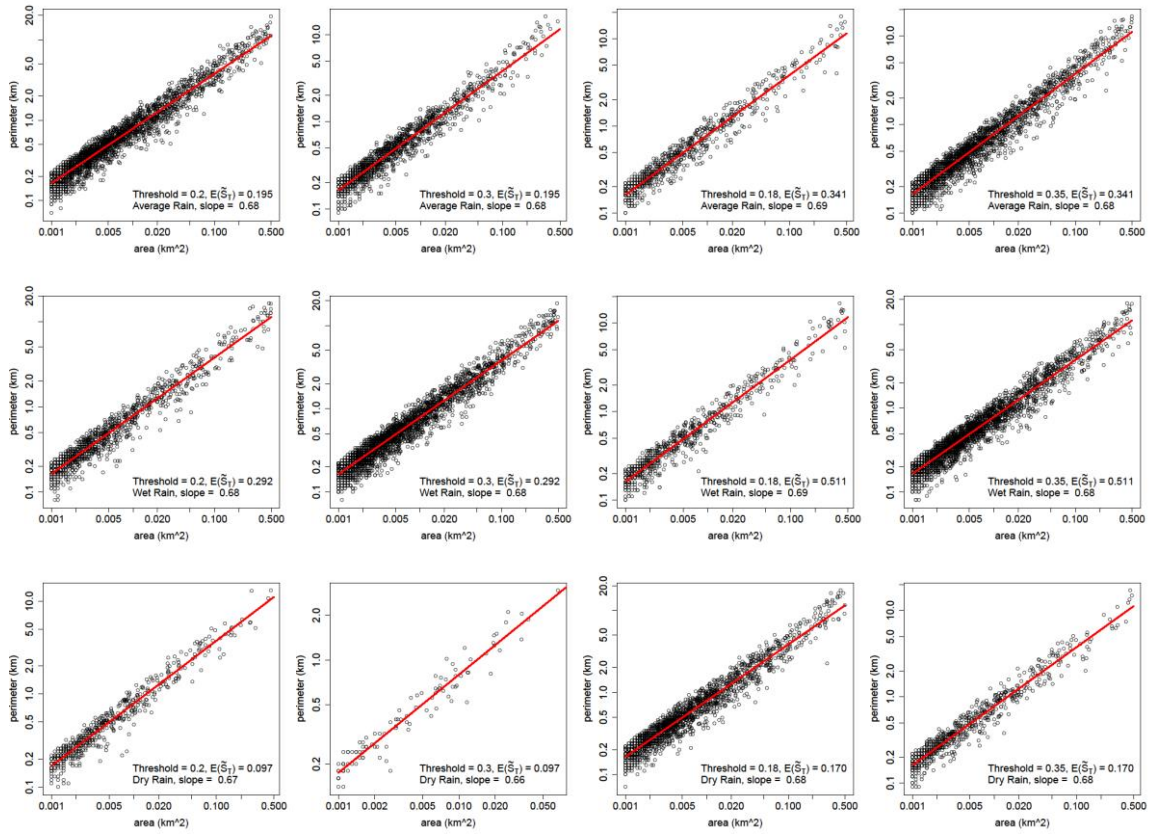 20.0
5.0
2.0
1.0
0.5
0.2
0.1
perimeter (km)
Threshold = 0.2, E(S̃_T) = 0.195
Average Rain, slope = 0.68
0.001 0.005 0.020 0.100 0.500
area (km^2)
10.0
5.0
2.0
1.0
0.5
0.2
0.1
perimeter (km)
Threshold = 0.3, E(S̃_T) = 0.195
Average Rain, slope = 0.68
0.001 0.005 0.020 0.100 0.500
area (km^2)
10.0
5.0
2.0
1.0
0.5
0.2
0.1
perimeter (km)
Threshold = 0.18, E(S̃_T) = 0.341
Average Rain, slope = 0.69
0.001 0.005 0.020 0.100 0.500
area (km^2)
10.0
5.0
2.0
1.0
0.5
0.2
0.1
perimeter (km)
Threshold = 0.35, E(S̃_T) = 0.341
Average Rain, slope = 0.68
0.001 0.005 0.020 0.100 0.500
area (km^2)
20.0
5.0
2.0
1.0
0.5
0.2
0.1
perimeter (km)
Threshold = 0.2, E(S̃_T) = 0.292
Wet Rain, slope = 0.68
0.001 0.005 0.020 0.100 0.500
area (km^2)
20.0
5.0
2.0
1.0
0.5
0.2
0.1
perimeter (km)
Threshold = 0.3, E(S̃_T) = 0.292
Wet Rain, slope = 0.68
0.001 0.005 0.020 0.100 0.500
area (km^2)
10.0
5.0
2.0
1.0
0.5
0.2
0.1
perimeter (km)
Threshold = 0.18, E(S̃_T) = 0.511
Wet Rain, slope = 0.69
0.001 0.005 0.020 0.100 0.500
area (km^2)
20.0
5.0
2.0
1.0
0.5
0.2
0.1
perimeter (km)
Threshold = 0.35, E(S̃_T) = 0.511
Wet Rain, slope = 0.68
0.001 0.005 0.020 0.100 0.500
area (km^2)
10.0
5.0
2.0
1.0
0.5
0.2
0.1
perimeter (km)
Threshold = 0.2, E(S̃_T) = 0.097
Dry Rain, slope = 0.67
0.001 0.005 0.020 0.100 0.500
area (km^2)
2.0
1.0
0.5
0.2
perimeter (km)
Threshold = 0.3, E(S̃_T) = 0.097
Dry Rain, slope = 0.66
0.001 0.002 0.005 0.010 0.020 0.050
area (km^2)
20.0
5.0
2.0
1.0
0.5
0.2
0.1
perimeter (km)
Threshold = 0.18, E(S̃_T) = 0.170
Dry Rain, slope = 0.68
0.001 0.005 0.020 0.100 0.500
area (km^2)
10.0
5.0
2.0
1.0
0.5
0.2
0.1
perimeter (km)
Threshold = 0.35, E(S̃_T) = 0.170
Dry Rain, slope = 0.68
0.001 0.005 0.020 0.100 0.500
area (km^2)